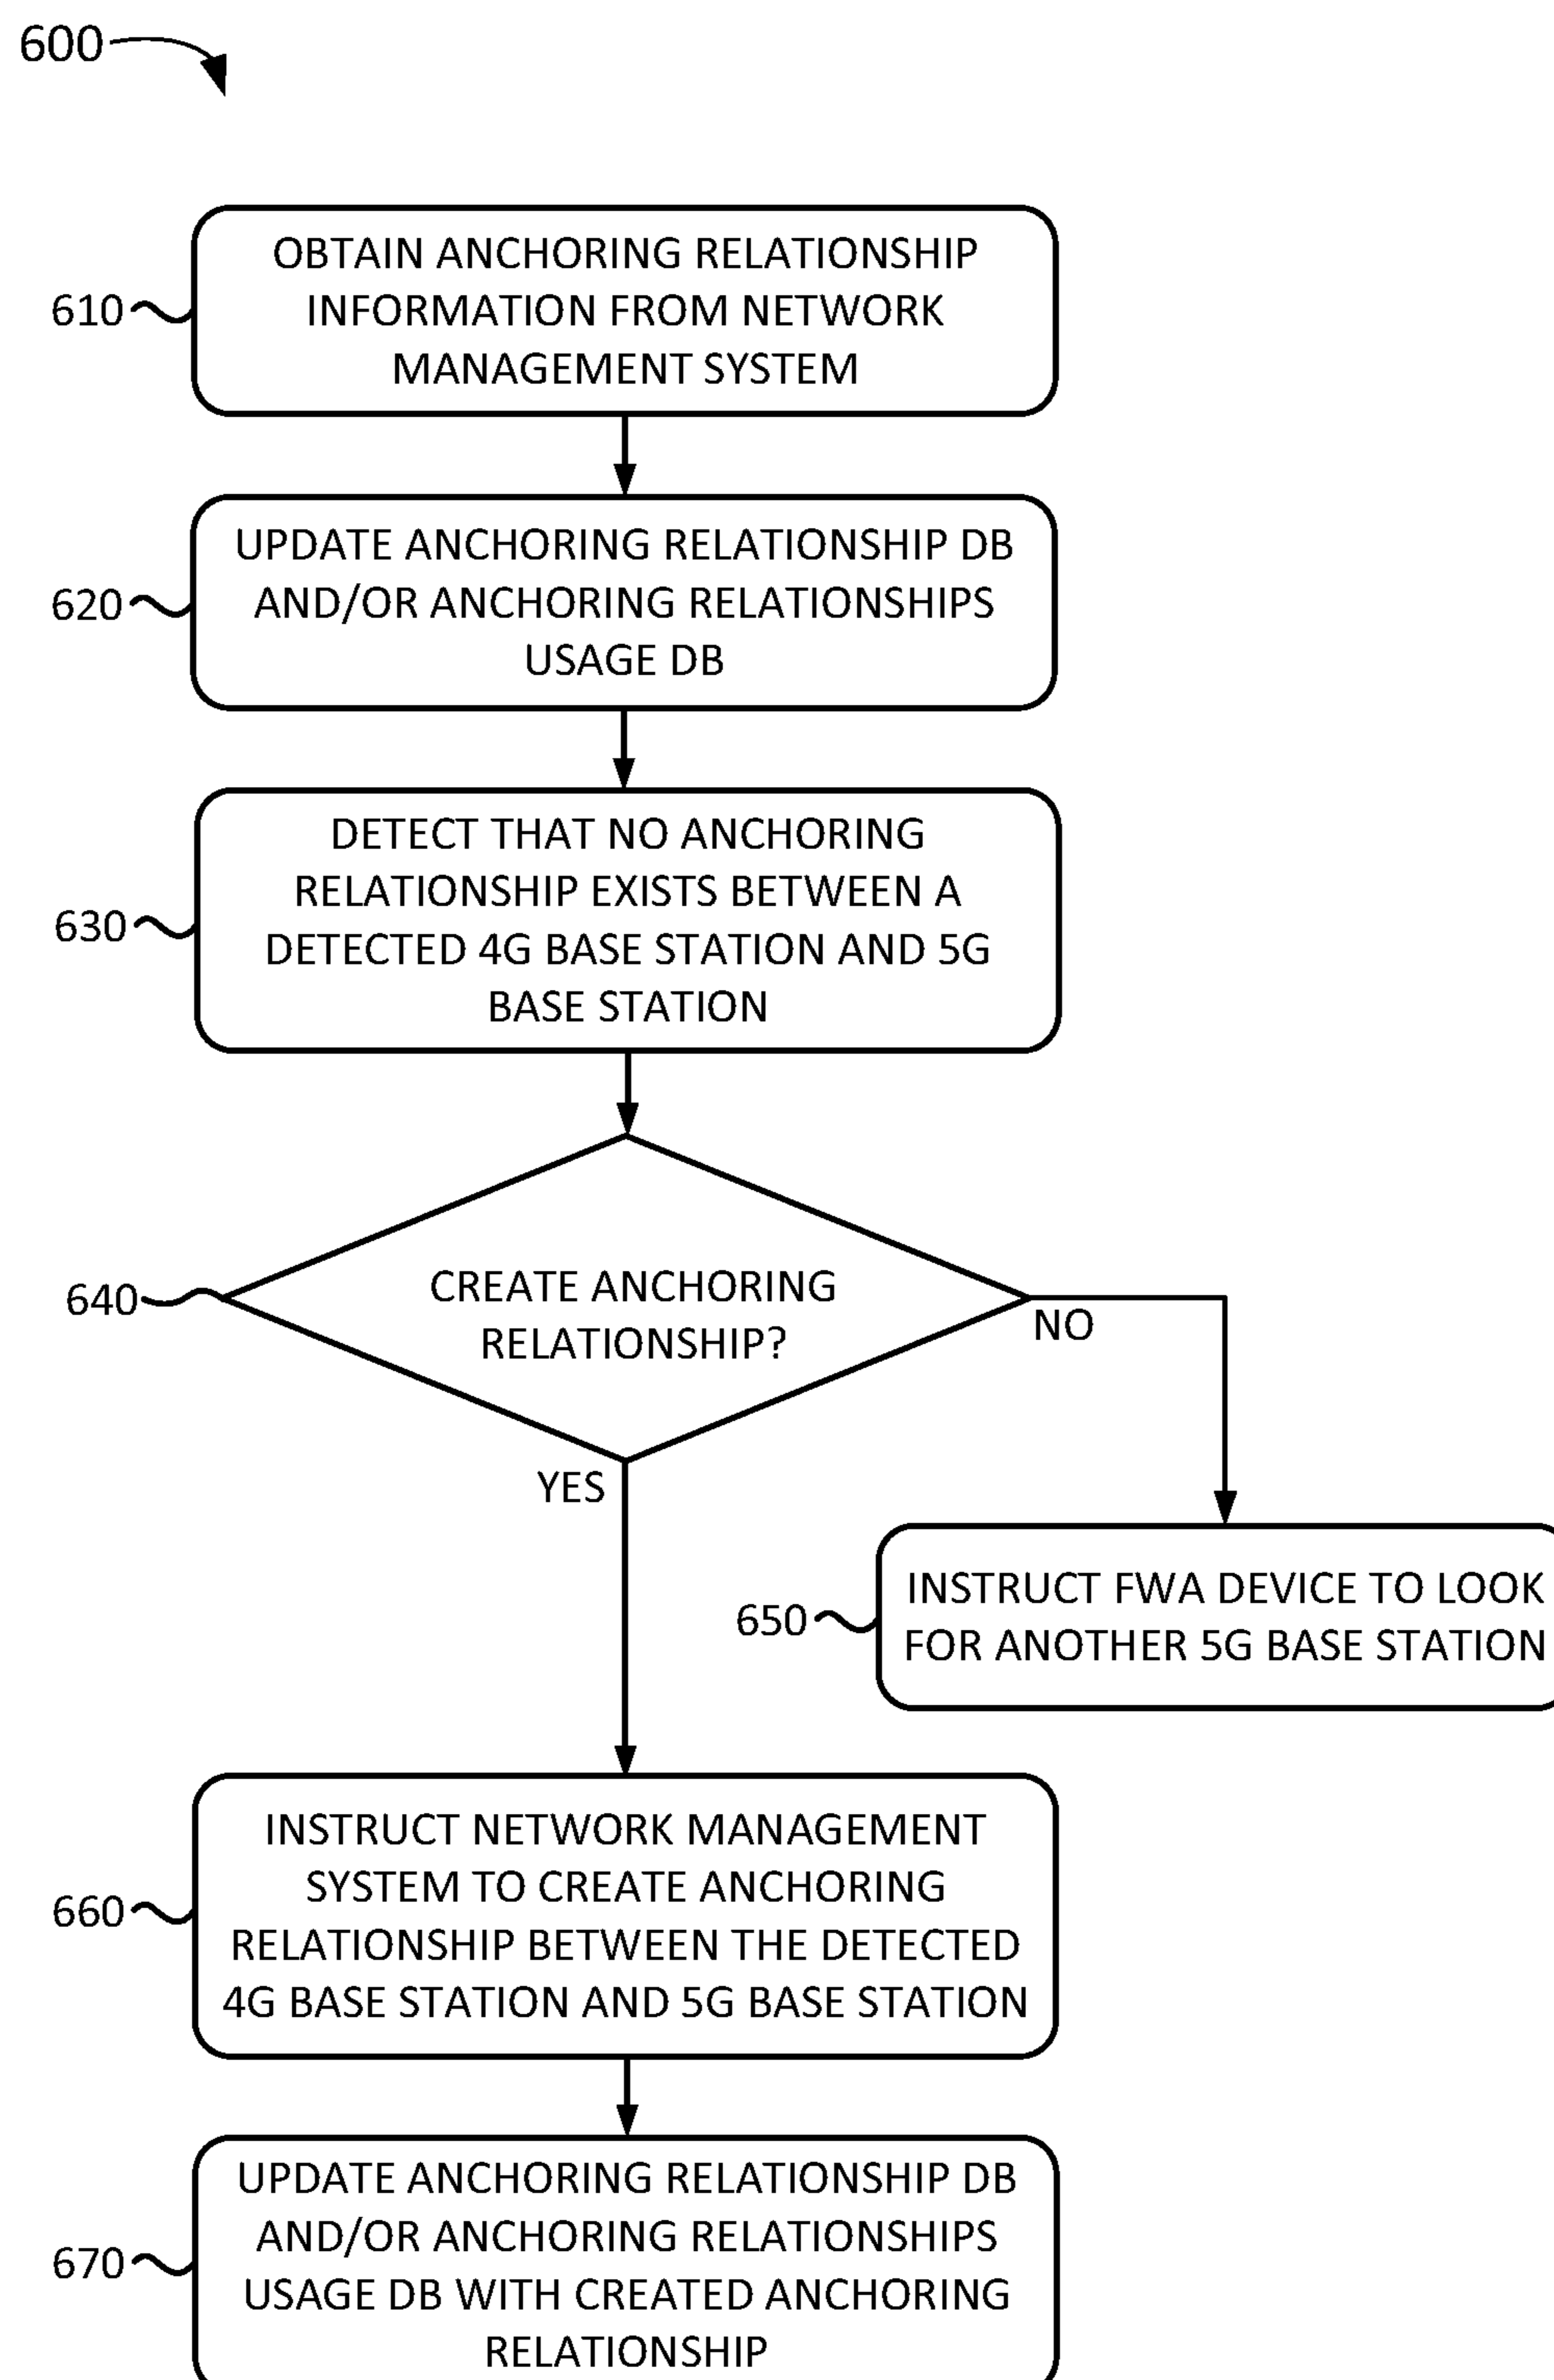 600
OBTAIN ANCHORING RELATIONSHIP
INFORMATION FROM NETWORK
MANAGEMENT SYSTEM
610
UPDATE ANCHORING RELATIONSHIP DB
AND/OR ANCHORING RELATIONSHIPS
USAGE DB
620
DETECT THAT NO ANCHORING
RELATIONSHIP EXISTS BETWEEN A
DETECTED 4G BASE STATION AND 5G
BASE STATION
630
CREATE ANCHORING
RELATIONSHIP?
640
NO
YES
INSTRUCT FWA DEVICE TO LOOK
FOR ANOTHER 5G BASE STATION
650
INSTRUCT NETWORK MANAGEMENT
SYSTEM TO CREATE ANCHORING
RELATIONSHIP BETWEEN THE DETECTED
4G BASE STATION AND 5G BASE STATION
660
UPDATE ANCHORING RELATIONSHIP DB
AND/OR ANCHORING RELATIONSHIPS
USAGE DB WITH CREATED ANCHORING
RELATIONSHIP
670